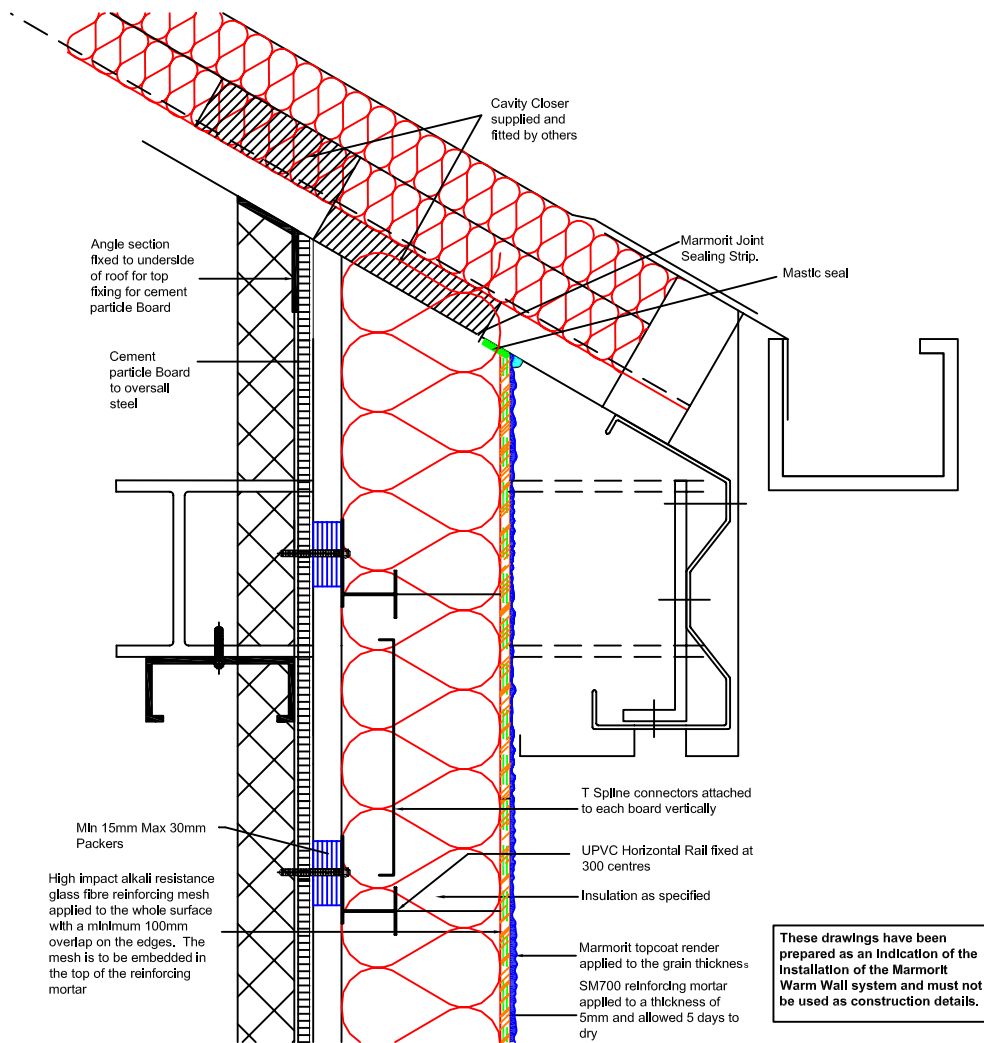 Cavity Closer
supplied and
fitted by others
Angle section
fixed to underside
of roof for top
fixing for cement
particle Board
Marmorit Joint
Sealing Strip.
Mastic seal
Cement
particle Board
to oversail
steel
T Spline connectors attached
to each board vertically
Min 15mm Max 30mm
Packers
UPVC Horizontal Rail fixed at
300 centres
High impact alkali resistance
glass fibre reinforcing mesh
applied to the whole surface
with a minimum 100mm
overlap on the edges. The
mesh is to be embedded in
the top of the reinforcing
mortar
Insulation as specified
Marmorit topcoat render
applied to the grain thickness
SM700 reinforcing mortar
applied to a thickness of
5mm and allowed 5 days to
dry
These drawings have been
prepared as an indication of the
installation of the Marmorit
Warm Wall system and must not
be used as construction details.